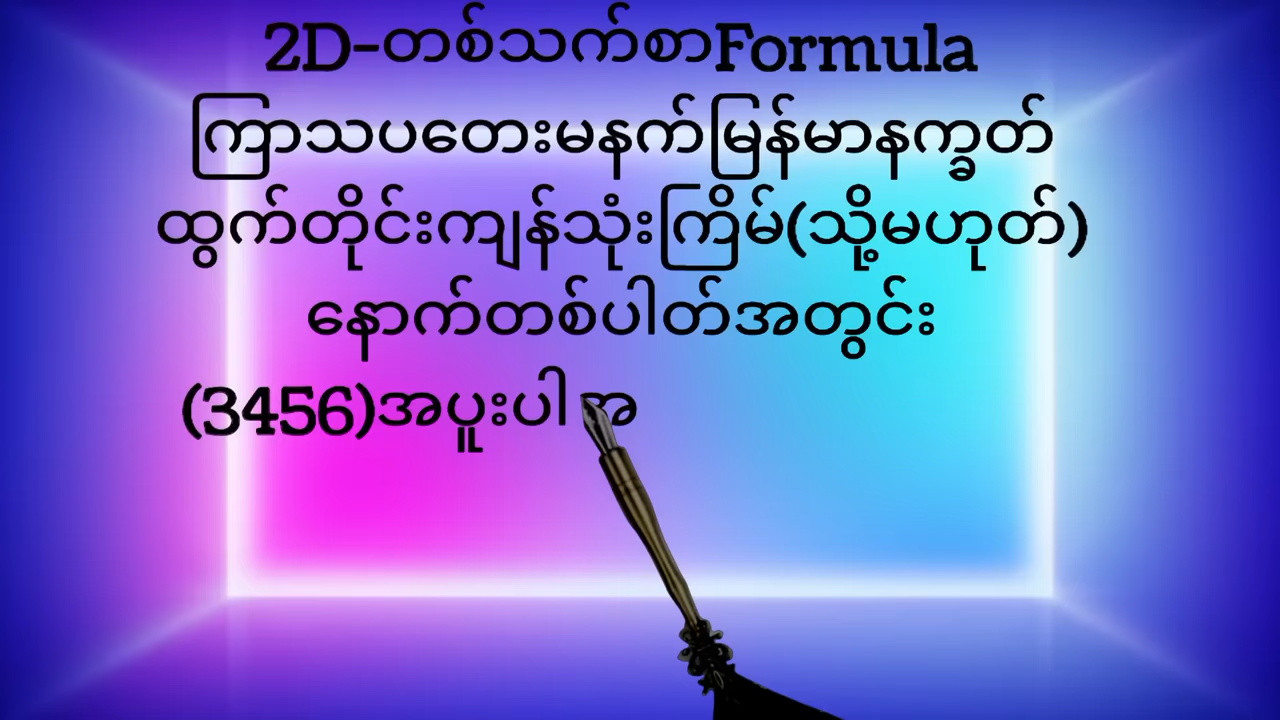 2D-တစ်သက်စာFormula
ကြာသပတေးမနက်မြန်မာနက္ခတ်
ထွက်တိုင်းကျန်သုံးကြိမ်(သို့မဟုတ်)
နောက်တစ်ပါတ်အတွင်း
(3456)အပူးပါ အ